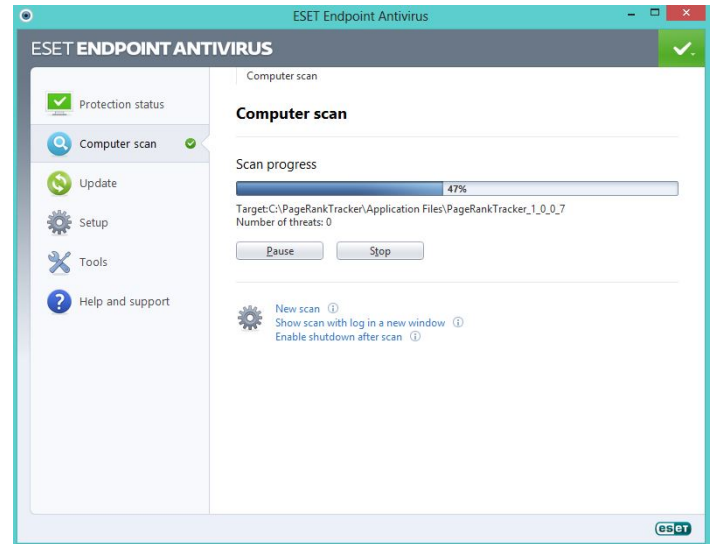 ESET Endpoint Antivirus
ESET ENDPOINT ANTIVIRUS
Computer scan
Protection status
Computer scan
Update
Setup
Tools
Help and support
Computer scan
Scan progress
47%
Target:C:\PageRankTracker\Application Files\PageRankTracker_1_0_0_7
Number of threats: 0
Pause Stop
New scan
Show scan with log in a new window
Enable shutdown after scan
eseT